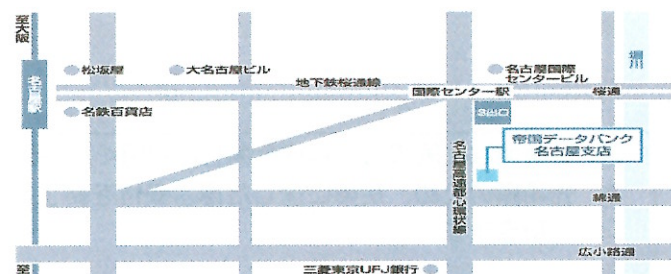 至大阪
名古屋駅
松坂屋
大名古屋ビル
名古屋国際
センタービル
堀川
地下鉄桜通線
国際センター駅
桜通
名鉄百貨店
3出口
帝国データバンク
名古屋支店
名古屋高速都心環状線
錦通
広小路通
至
三菱東京UFJ銀行